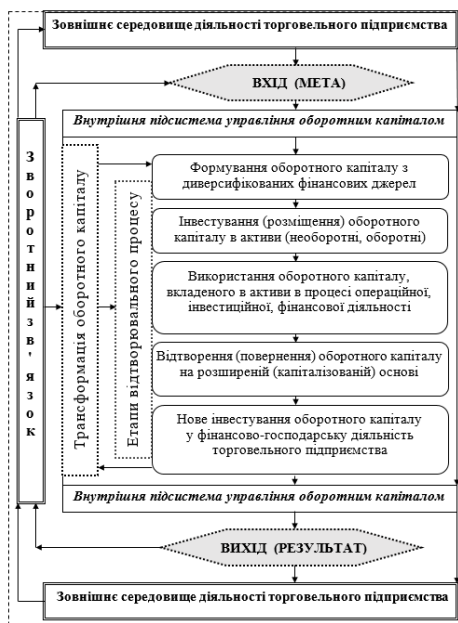 Зовнішнє середовище діяльності торговельного підприємства
ВХІД (МЕТА)
Внутрішня підсистема управління оборотним капіталом
Зворотний зв' язок
Трансформація оборотного капіталу
Етапи відтворювального процесу
Формування оборотного капіталу з
диверсифікованих фінансових джерел
Інвестування (розміщення) оборотного
капіталу в активи (необоротні, оборотні)
Використання оборотного капіталу,
вкладеного в активи в процесі операційної,
інвестиційної, фінансової діяльності
Відтворення (повернення) оборотного капіталу
на розширеній (капіталізованій) основі
Нове інвестування оборотного капіталу
у фінансово-господарську діяльність
торговельного підприємства
Внутрішня підсистема управління оборотним капіталом
ВИХІД (РЕЗУЛЬТАТ)
Зовнішнє середовище діяльності торговельного підприємства